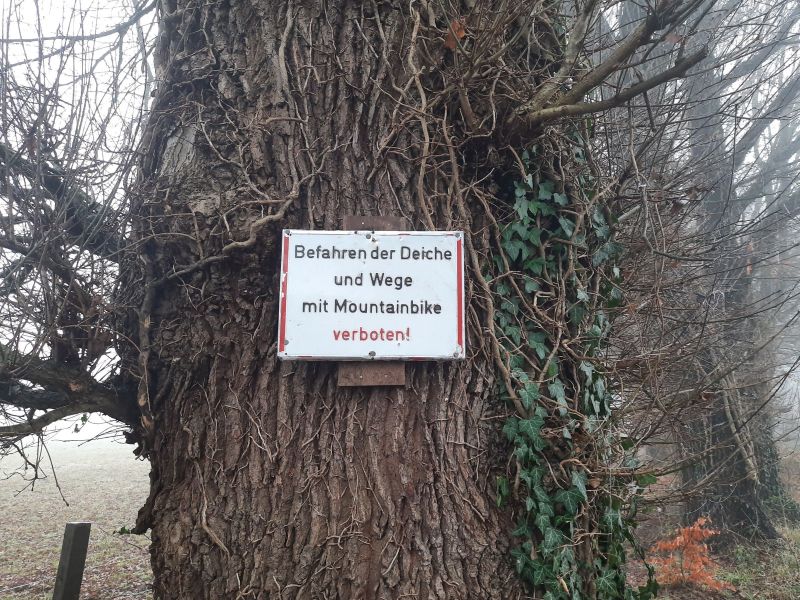 Befahren der Deiche
und Wege
mit Mountainbike
verboten!